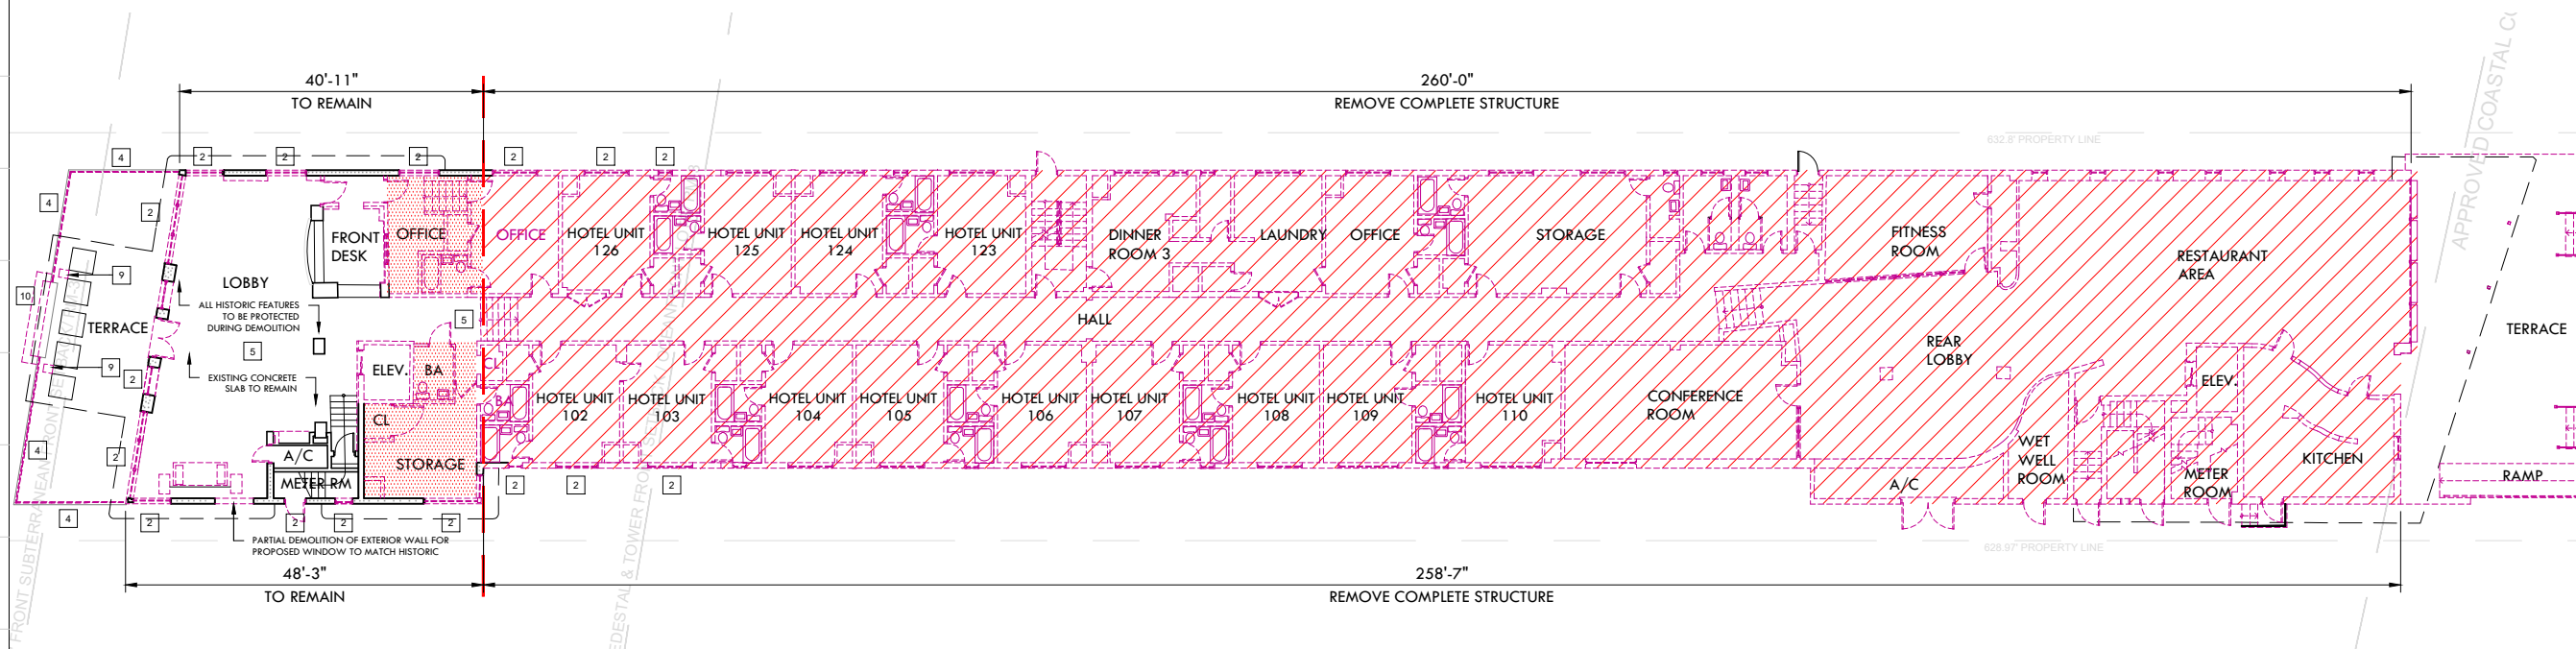 40'-11"
TO REMAIN
260'-0"
REMOVE COMPLETE STRUCTURE
632.8' PROPERTY LINE
APPROVED COASTAL
4
2
2
2
2
2
2
4
2
FRONT
DESK
OFFICE
OFFICE
HOTEL UNIT
126
HOTEL UNIT
125
HOTEL UNIT
124
HOTEL UNIT
123
DINNER
ROOM 3
LAUNDRY
OFFICE
STORAGE
FITNESS
ROOM
RESTAURANT
AREA
9
10
LOBBY
ALL HISTORIC FEATURES
TO BE PROTECTED
DURING DEMOLITION
TERRACE
5
HALL
TERRACE
5
9
2
EXISTING CONCRETE
SLAB TO REMAIN
ELEV.
BA
CL
REAR
LOBBY
ELEV.
BA
CL
HOTEL UNIT
102
HOTEL UNIT
103
HOTEL UNIT
104
HOTEL UNIT
105
HOTEL UNIT
106
HOTEL UNIT
107
HOTEL UNIT
108
HOTEL UNIT
109
HOTEL UNIT
110
CONFERENCE
ROOM
4
2
A/C
STORAGE
METER RM
WET
WELL
ROOM
METER
ROOM
KITCHEN
A/C
RAMP
4
2
2
2
2
2
2
2
PARTIAL DEMOLITION OF EXTERIOR WALL FOR
PROPOSED WINDOW TO MATCH HISTORIC
628.97' PROPERTY LINE
48'-3"
TO REMAIN
258'-7"
REMOVE COMPLETE STRUCTURE
FRONT SUBTERRANEAN
EDESTAL & TOWER